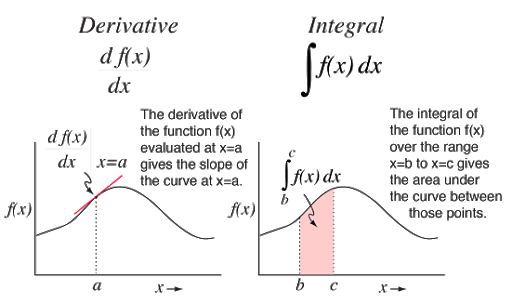 Derivative
d f(x)
dx
The derivative of
the function f(x)
evaluated at x=a
gives the slope of
the curve at x=a.
d f(x)
dx
x=a
f(x)
a
x→
Integral
∫ f(x) dx
The integral of
the function f(x)
over the range
x=b to x=c gives
the area under
the curve between
those points.
c
∫ f(x) dx
b
f(x)
b c x→